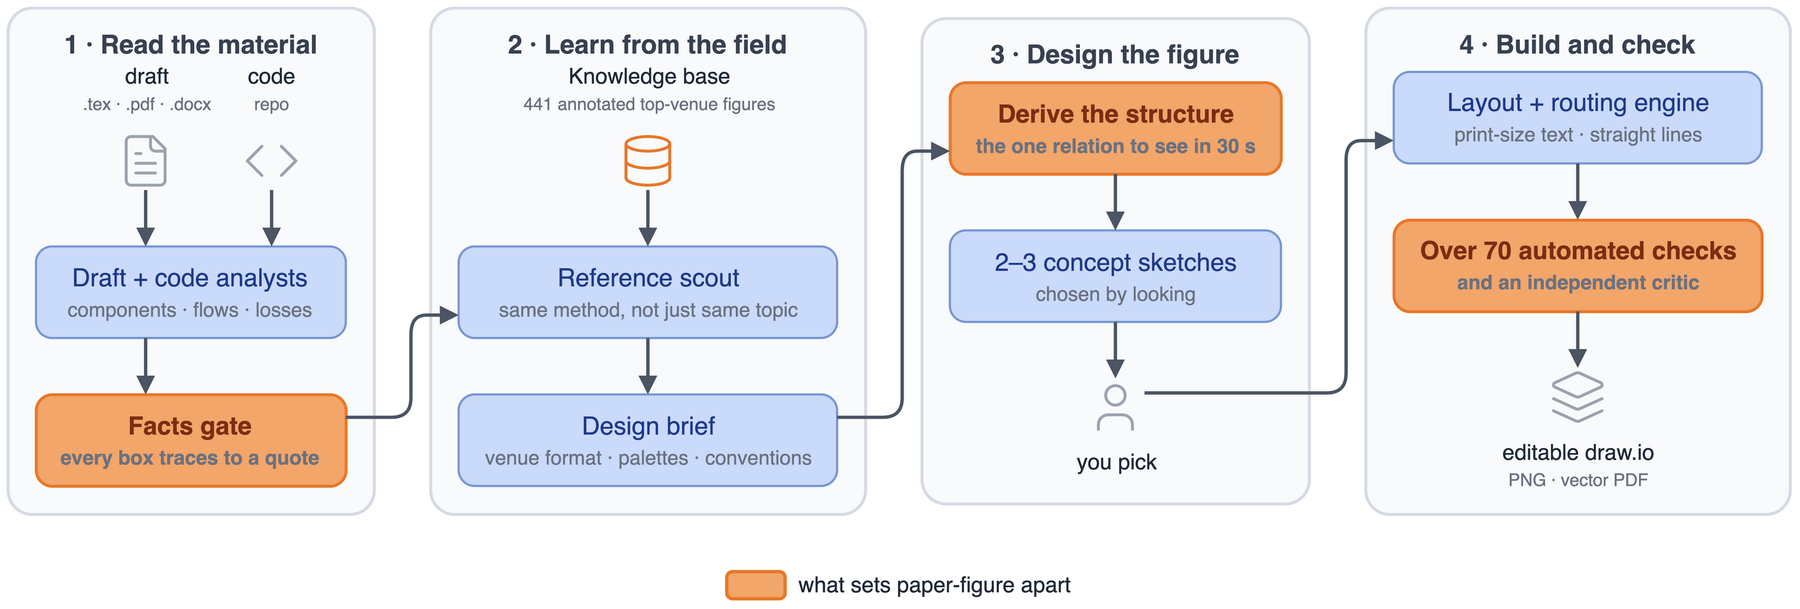 1 · Read the material
draft
code
.tex · .pdf · .docx
repo
Draft + code analysts
components · flows · losses
Facts gate
every box traces to a quote
2 · Learn from the field
Knowledge base
441 annotated top-venue figures
Reference scout
same method, not just same topic
Design brief
venue format · palettes · conventions
3 · Design the figure
Derive the structure
the one relation to see in 30 s
2–3 concept sketches
chosen by looking
you pick
4 · Build and check
Layout + routing engine
print-size text · straight lines
Over 70 automated checks
and an independent critic
editable draw.io
PNG · vector PDF
what sets paper-figure apart